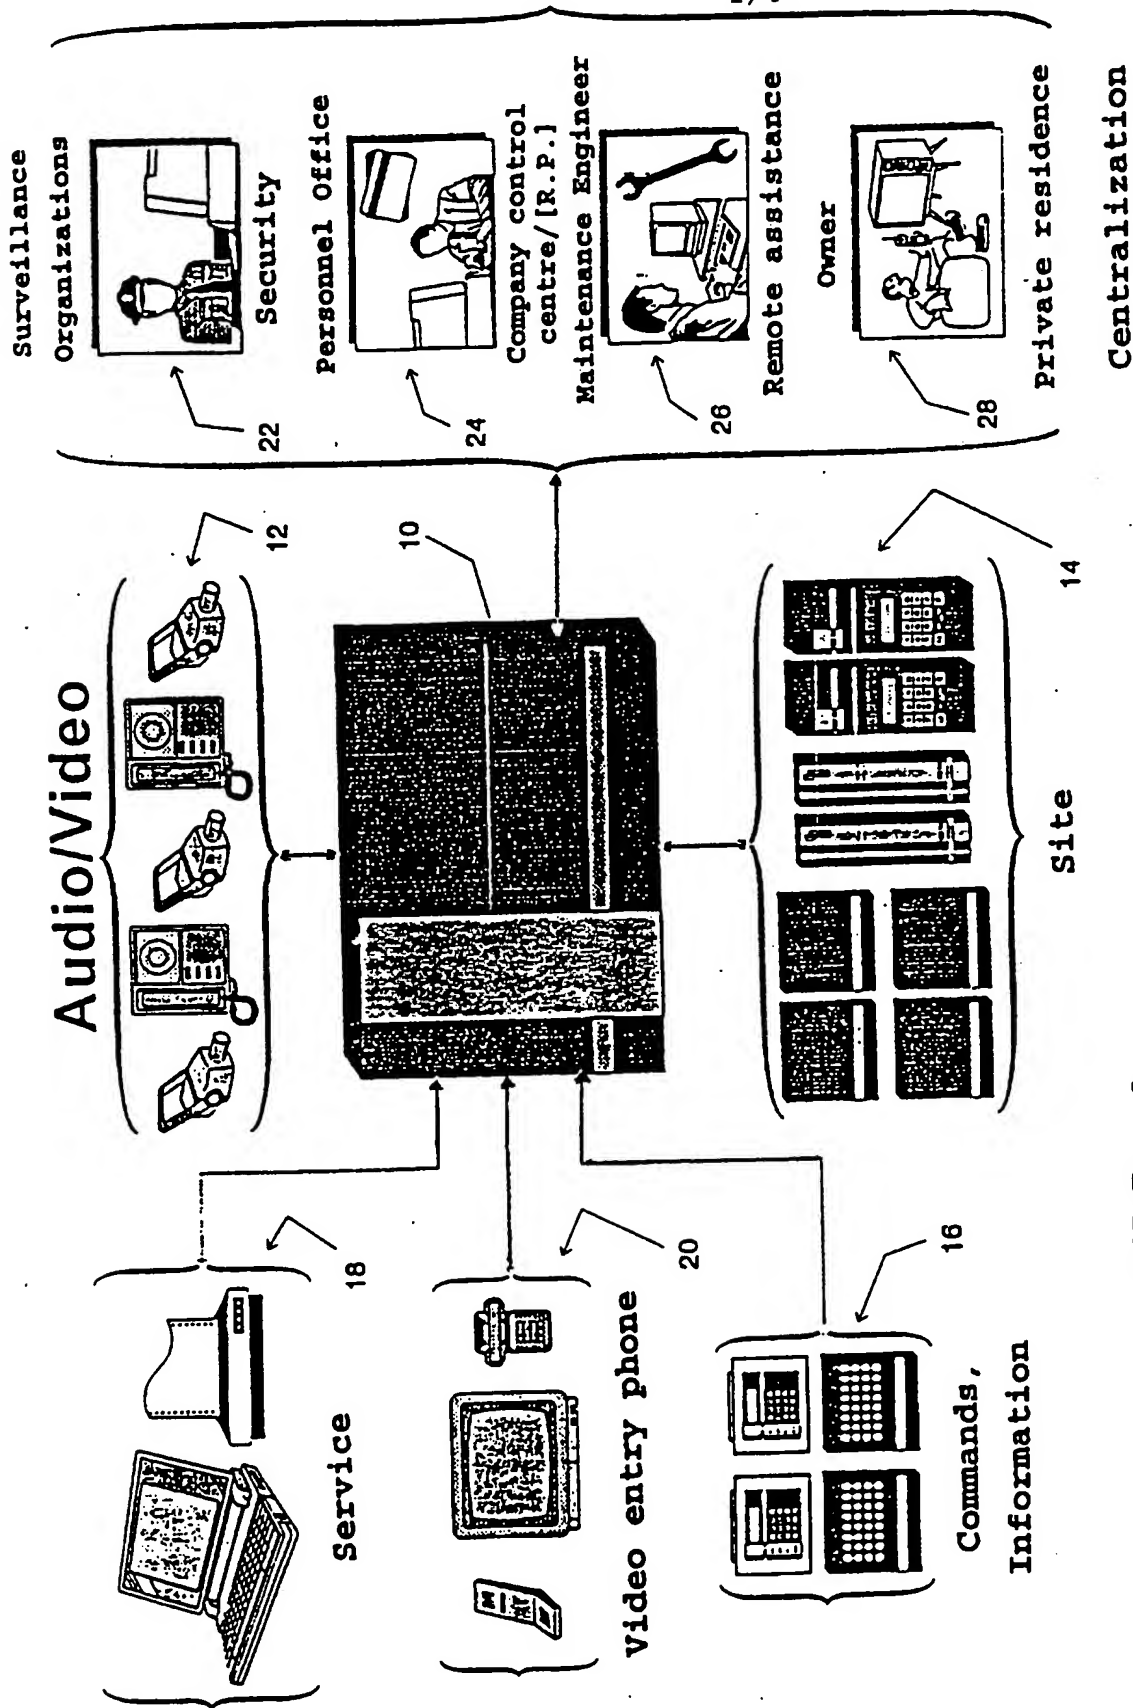 Surveillance
Organizations
22
Security
Personnel Office
24
Company control
centre/[R.P.]
Maintenance Engineer
26
Remote assistance
Owner
28
Private residence
Centralization
Audio/Video
12
10
14
Site
18
Service
20
Video entry phone
16
Commands,
Information